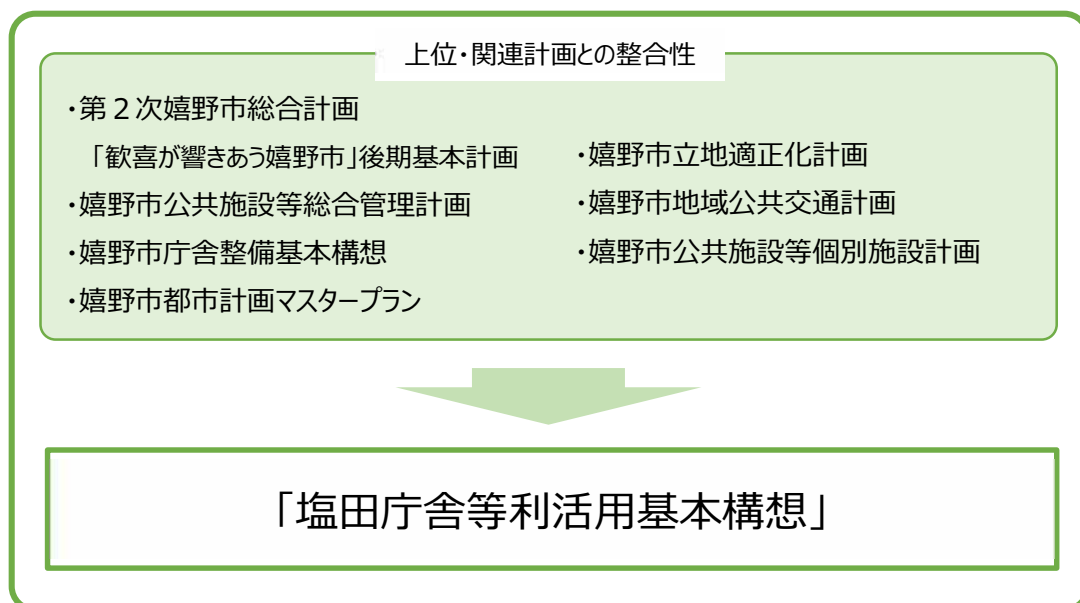 上位・関連計画との整合性
・第２次嬉野市総合計画
「歓喜が響きあう嬉野市」後期基本計画
・嬉野市公共施設等総合管理計画
・嬉野市庁舎整備基本構想
・嬉野市都市計画マスタープラン
・嬉野市立地適正化計画
・嬉野市地域公共交通計画
・嬉野市公共施設等個別施設計画
「塩田庁舎等利活用基本構想」